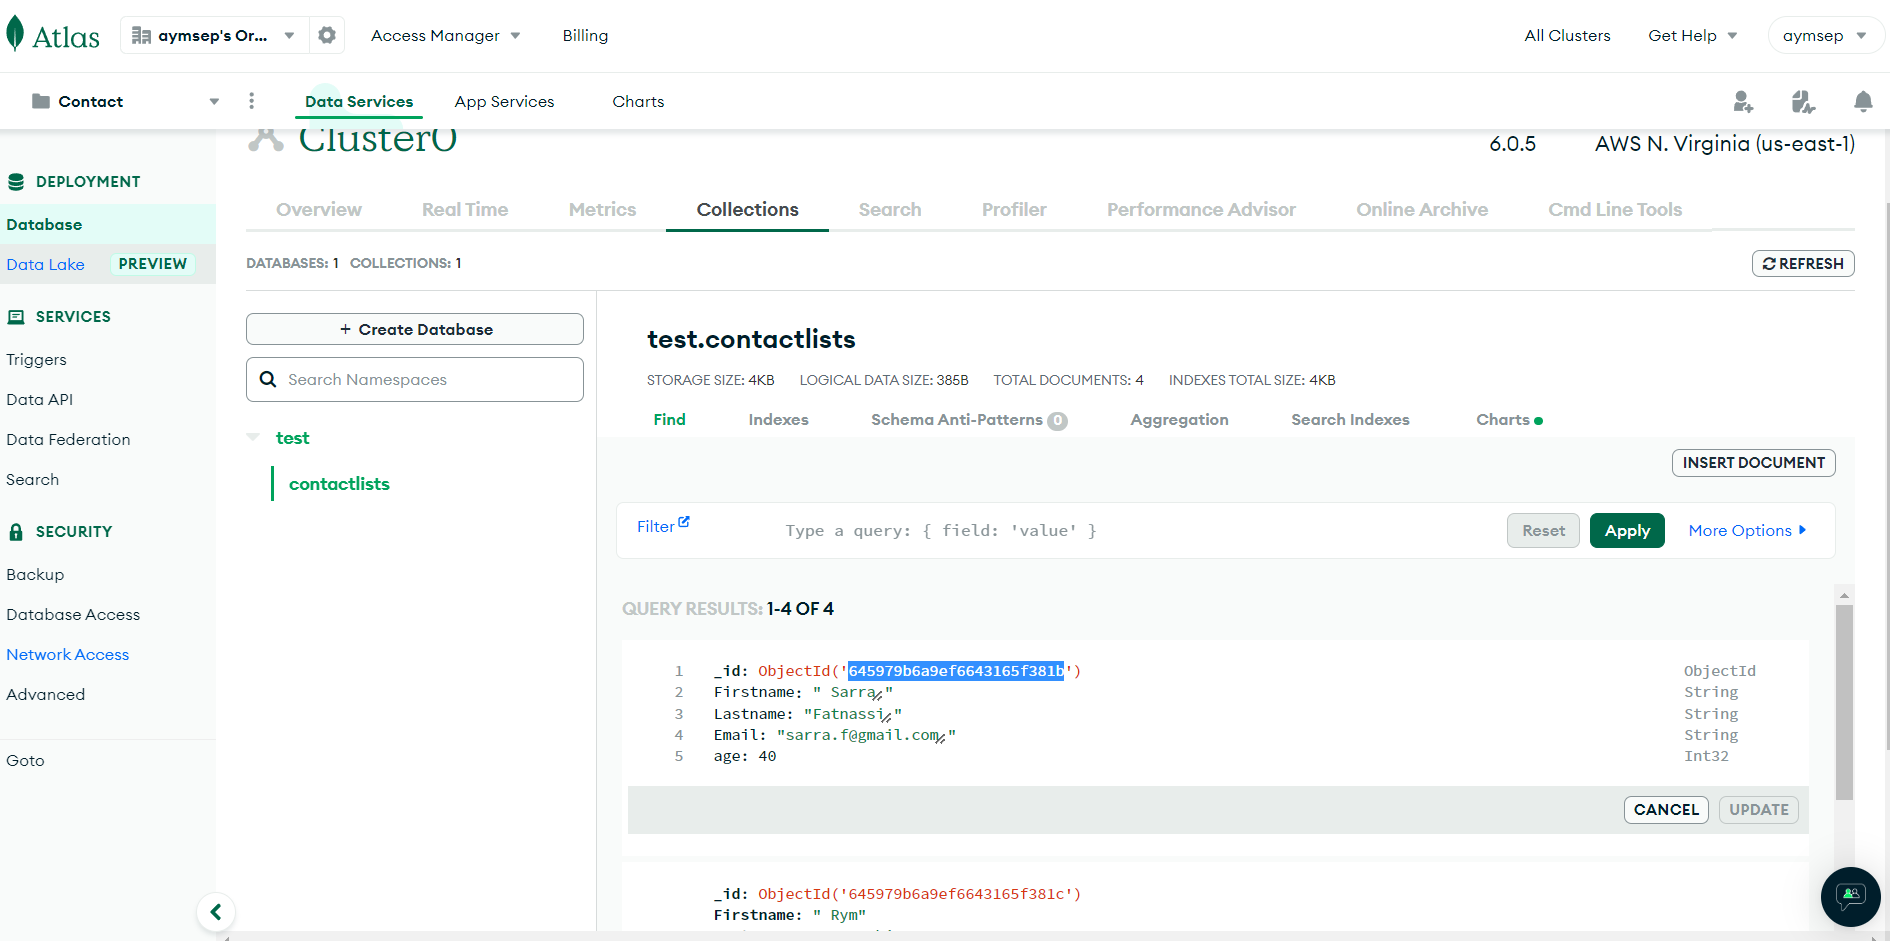 Atlas
aymsep's Or...
Access Manager
Billing
All Clusters
Get Help
aymsep
Contact
Data Services
App Services
Charts
Cluster0
6.0.5
AWS N. Virginia (us-east-1)
DEPLOYMENT
Database
Data Lake
PREVIEW
SERVICES
Triggers
Data API
Data Federation
Search
SECURITY
Backup
Database Access
Network Access
Advanced
Goto
Overview
Real Time
Metrics
Collections
Search
Profiler
Performance Advisor
Online Archive
Cmd Line Tools
DATABASES: 1 COLLECTIONS: 1
REFRESH
+ Create Database
Search Namespaces
test
contactlists
test.contactlists
STORAGE SIZE: 4KB LOGICAL DATA SIZE: 385B TOTAL DOCUMENTS: 4 INDEXES TOTAL SIZE: 4KB
Find
Indexes
Schema Anti-Patterns 0
Aggregation
Search Indexes
Charts
INSERT DOCUMENT
Filter
Type a query: { field: 'value' }
Reset
Apply
More Options
QUERY RESULTS: 1-4 OF 4
1 _id: ObjectId('645979b6a9ef6643165f381b') ObjectId
2 Firstname: " Sarra" String
3 Lastname: "Fatnassi" String
4 Email: "sarra.f@gmail.com" String
5 age: 40 Int32
CANCEL
UPDATE
_id: ObjectId('645979b6a9ef6643165f381c')
Firstname: " Rym"